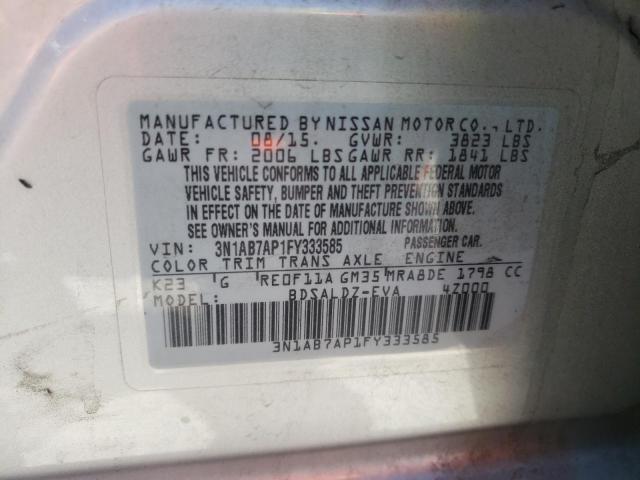 MANUFACTURED BY NISSAN MOTOR CO., LTD.
DATE: 08/15. GVWR: 3823 LBS
GAWR FR: 2006 LBS GAWR RR: 1841 LBS
THIS VEHICLE CONFORMS TO ALL APPLICABLE FEDERAL MOTOR
VEHICLE SAFETY, BUMPER AND THEFT PREVENTION STANDARDS
IN EFFECT ON THE DATE OF MANUFACTURE SHOWN ABOVE.
SEE OWNER'S MANUAL FOR ADDITIONAL INFORMATION.
VIN: 3N1AB7AP1FY333585 PASSENGER CAR.
COLOR TRIM TRANS AXLE ENGINE
K23 G RE0F11A GM35 MRA8DE 1798 CC
MODEL: BDSALDZ-EVA 4Z000
3N1AB7AP1FY333585